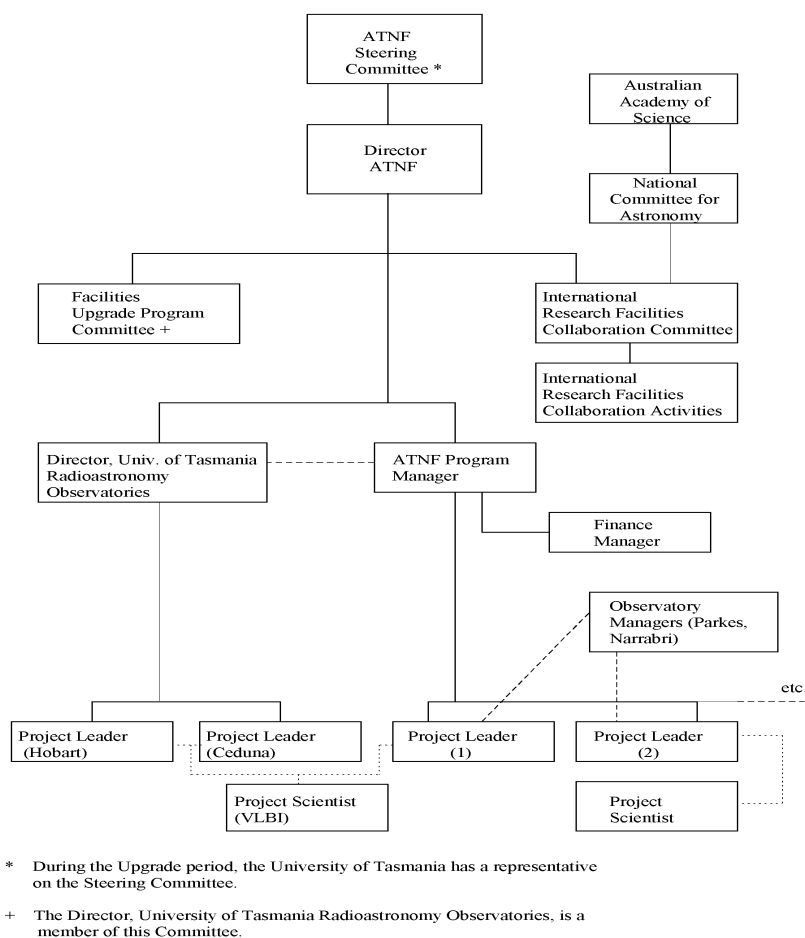 ATNF
Steering
Committee *
Australian
Academy of
Science
Director
ATNF
National
Committee for
Astronomy
Facilities
Upgrade Program
Committee +
International
Research Facilities
Collaboration Committee
International
Research Facilities
Collaboration Activities
Director, Univ. of Tasmania
Radioastronomy
Observatories
ATNF Program
Manager
Finance
Manager
Observatory
Managers (Parkes,
Narrabri)
etc.
Project Leader
(Hobart)
Project Leader
(Ceduna)
Project Leader
(1)
Project Leader
(2)
Project Scientist
(VLBI)
Project
Scientist
* During the Upgrade period, the University of Tasmania has a representative
on the Steering Committee.
+ The Director, University of Tasmania Radioastronomy Observatories, is a
member of this Committee.